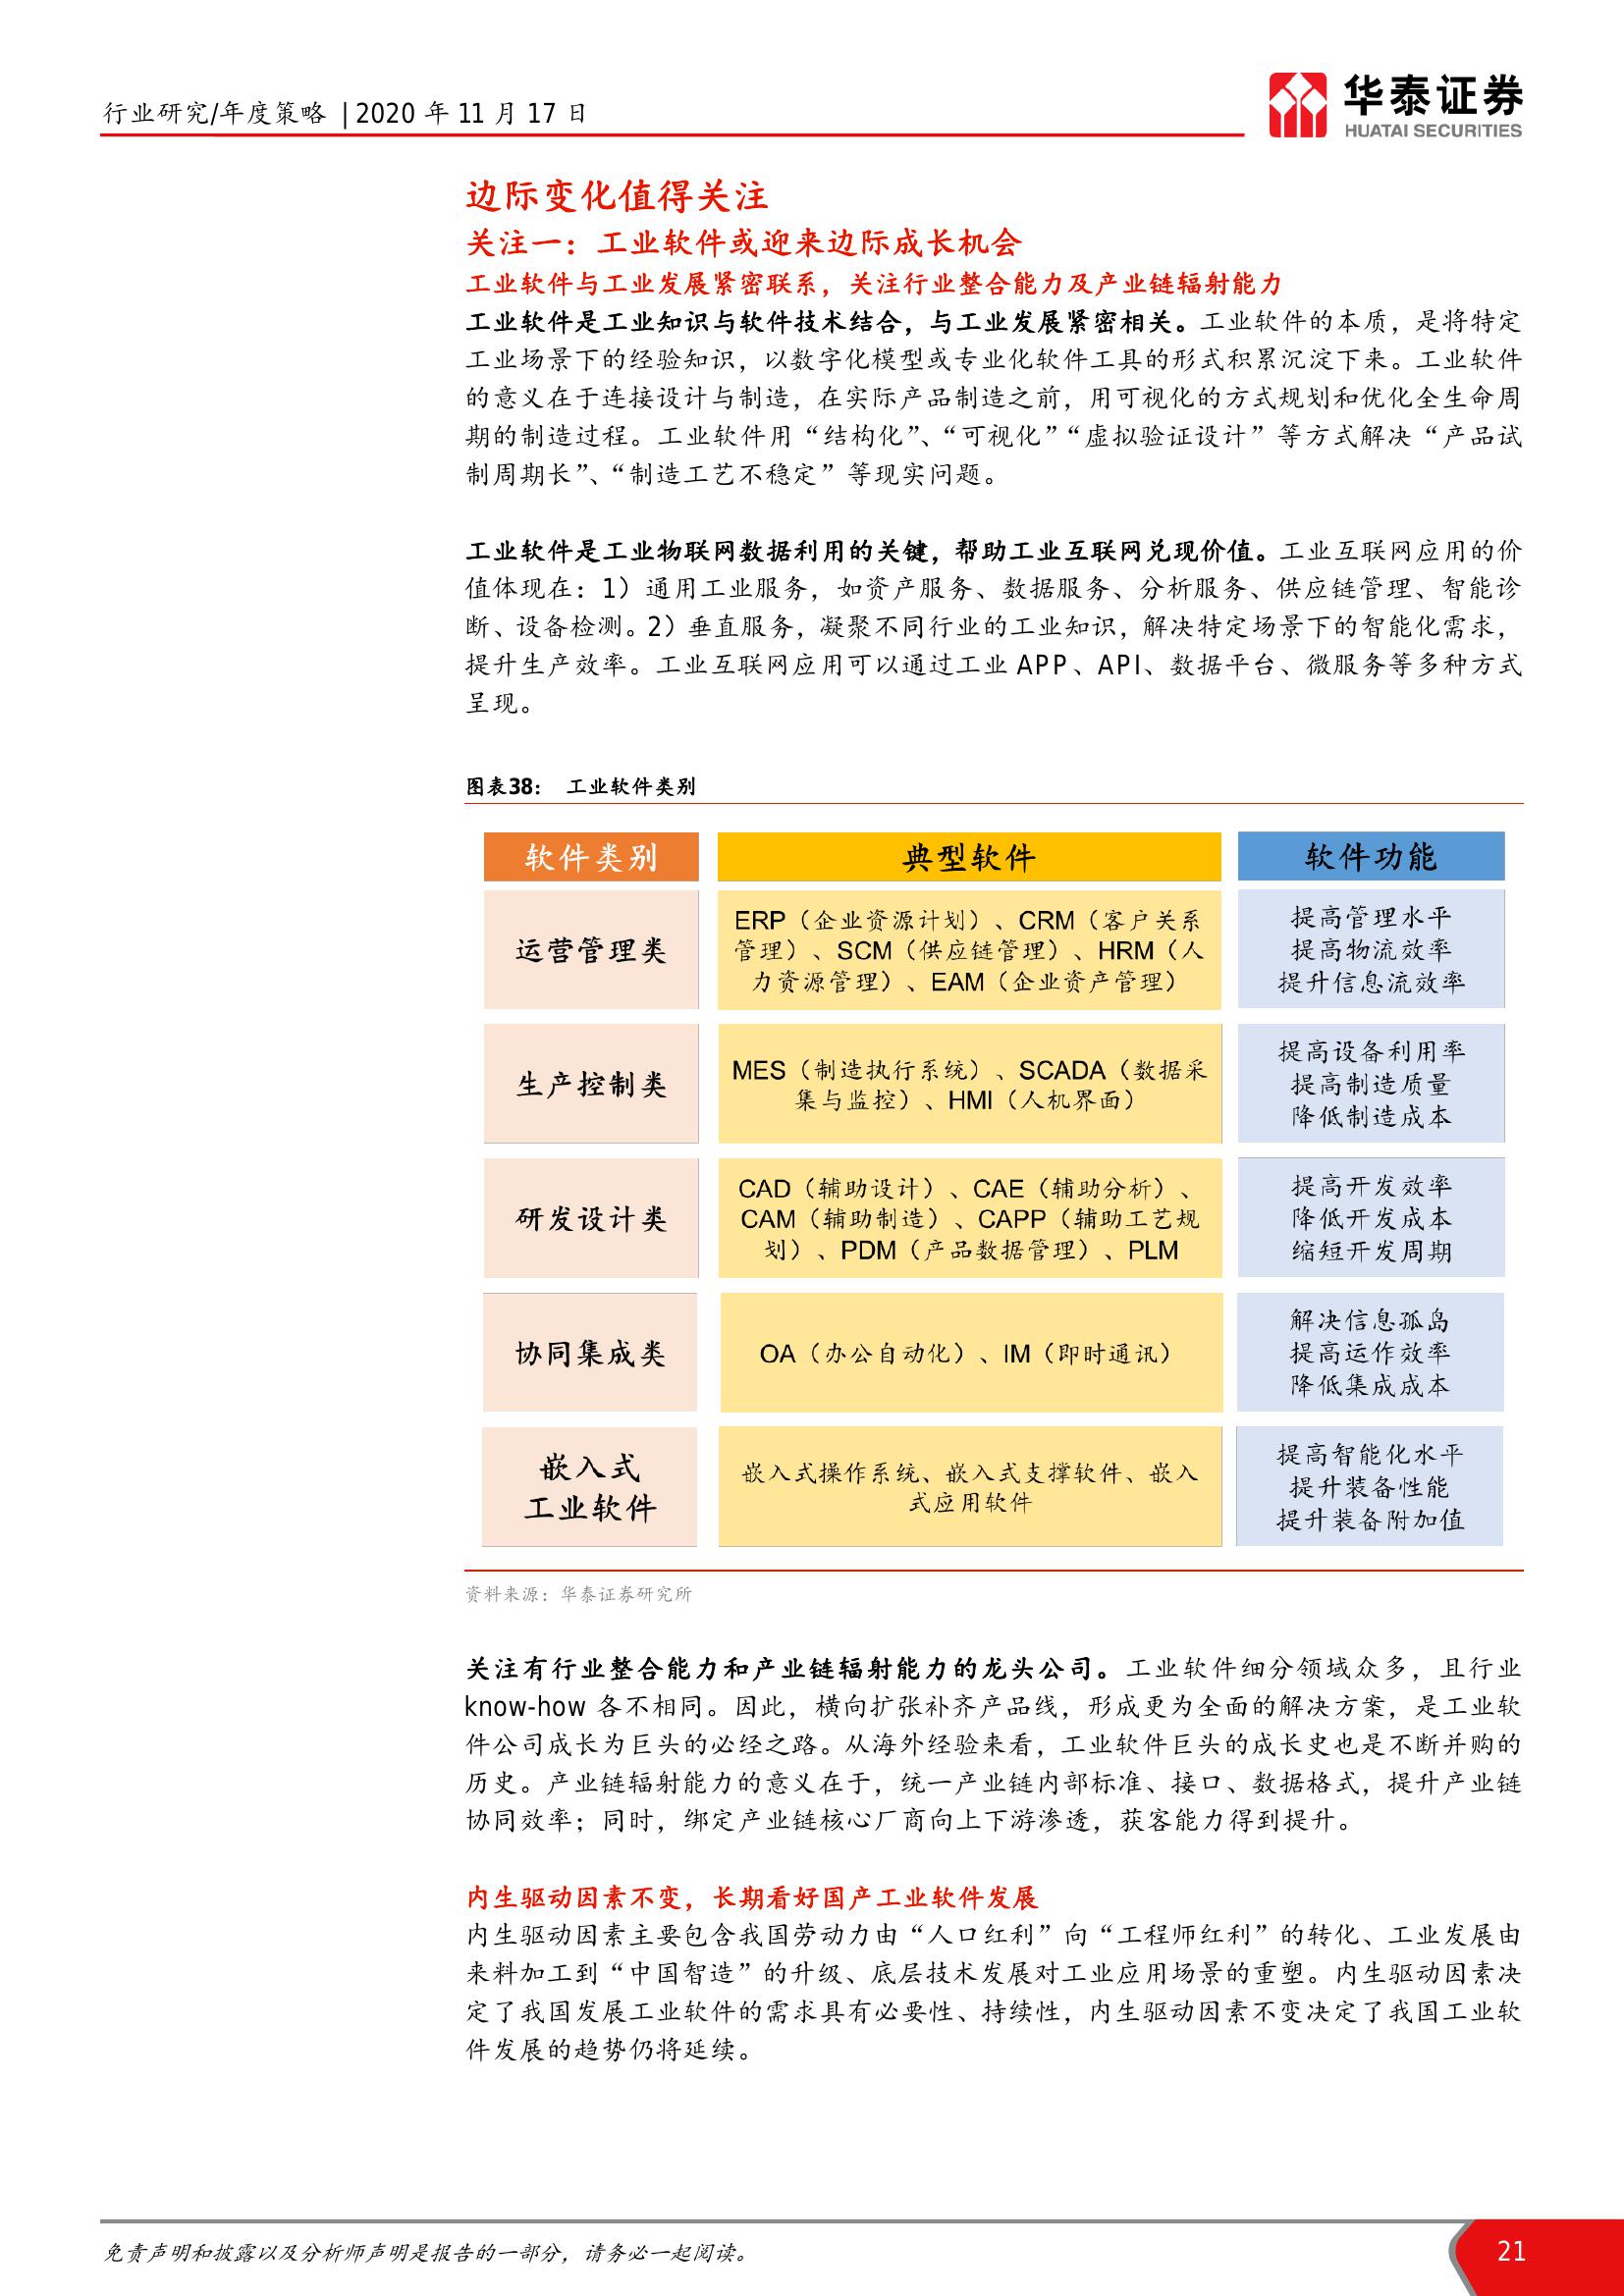 行业研究/年度策略 | 2020 年 11 月 17 日
华泰证券
HUATAI SECURITIES
边际变化值得关注
关注一：工业软件或迎来边际成长机会
工业软件与工业发展紧密联系，关注行业整合能力及产业链辐射能力
工业软件是工业知识与软件技术结合，与工业发展紧密相关。工业软件的本质，是将特定
工业场景下的经验知识，以数字化模型或专业化软件工具的形式积累沉淀下来。工业软件
的意义在于连接设计与制造，在实际产品制造之前，用可视化的方式规划和优化全生命周
期的制造过程。工业软件用“结构化”、“可视化”“虚拟验证设计”等方式解决“产品试
制周期长”、“制造工艺不稳定”等现实问题。
工业软件是工业物联网数据利用的关键，帮助工业互联网兑现价值。工业互联网应用的价
值体现在：1）通用工业服务，如资产服务、数据服务、分析服务、供应链管理、智能诊
断、设备检测。2）垂直服务，凝聚不同行业的工业知识，解决特定场景下的智能化需求，
提升生产效率。工业互联网应用可以通过工业 APP、API、数据平台、微服务等多种方式
呈现。
图表38： 工业软件类别
软件类别
典型软件
软件功能
运营管理类
ERP（企业资源计划）、CRM（客户关系
管理）、SCM（供应链管理）、HRM（人
力资源管理）、EAM（企业资产管理）
提高管理水平
提高物流效率
提升信息流效率
生产控制类
MES（制造执行系统）、SCADA（数据采
集与监控）、HMI（人机界面）
提高设备利用率
提高制造质量
降低制造成本
研发设计类
CAD（辅助设计）、CAE（辅助分析）、
CAM（辅助制造）、CAPP（辅助工艺规
划）、PDM（产品数据管理）、PLM
提高开发效率
降低开发成本
缩短开发周期
协同集成类
OA（办公自动化）、IM（即时通讯）
解决信息孤岛
提高运作效率
降低集成成本
嵌入式
工业软件
嵌入式操作系统、嵌入式支撑软件、嵌入
式应用软件
提高智能化水平
提升装备性能
提升装备附加值
资料来源：华泰证券研究所
关注有行业整合能力和产业链辐射能力的龙头公司。工业软件细分领域众多，且行业
know-how 各不相同。因此，横向扩张补齐产品线，形成更为全面的解决方案，是工业软
件公司成长为巨头的必经之路。从海外经验来看，工业软件巨头的成长史也是不断并购的
历史。产业链辐射能力的意义在于，统一产业链内部标准、接口、数据格式，提升产业链
协同效率；同时，绑定产业链核心厂商向上下游渗透，获客能力得到提升。
内生驱动因素不变，长期看好国产工业软件发展
内生驱动因素主要包含我国劳动力由“人口红利”向“工程师红利”的转化、工业发展由
来料加工到“中国智造”的升级、底层技术发展对工业应用场景的重塑。内生驱动因素决
定了我国发展工业软件的需求具有必要性、持续性，内生驱动因素不变决定了我国工业软
件发展的趋势仍将延续。
免责声明和披露以及分析师声明是报告的一部分，请务必一起阅读。
21